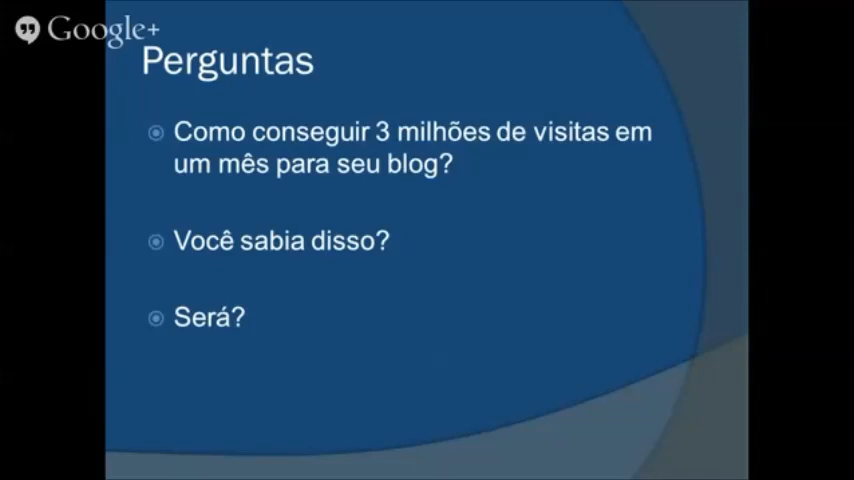 Google+
Perguntas
Como conseguir 3 milhões de visitas em
um mês para seu blog?
Você sabia disso?
Será?